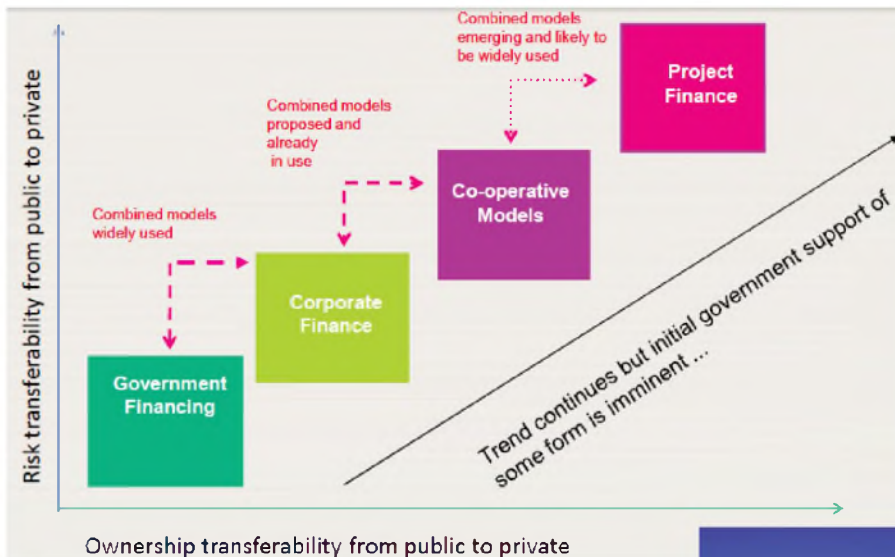 Combined models
emerging and likely to
be widely used
Project
Finance
Combined models
proposed and
already
in use
Co-operative
Models
Combined models
widely used
Corporate
Finance
Government
Financing
Trend continues but initial government support of
some form is imminent ...
Risk transferability from public to private
Ownership transferability from public to private